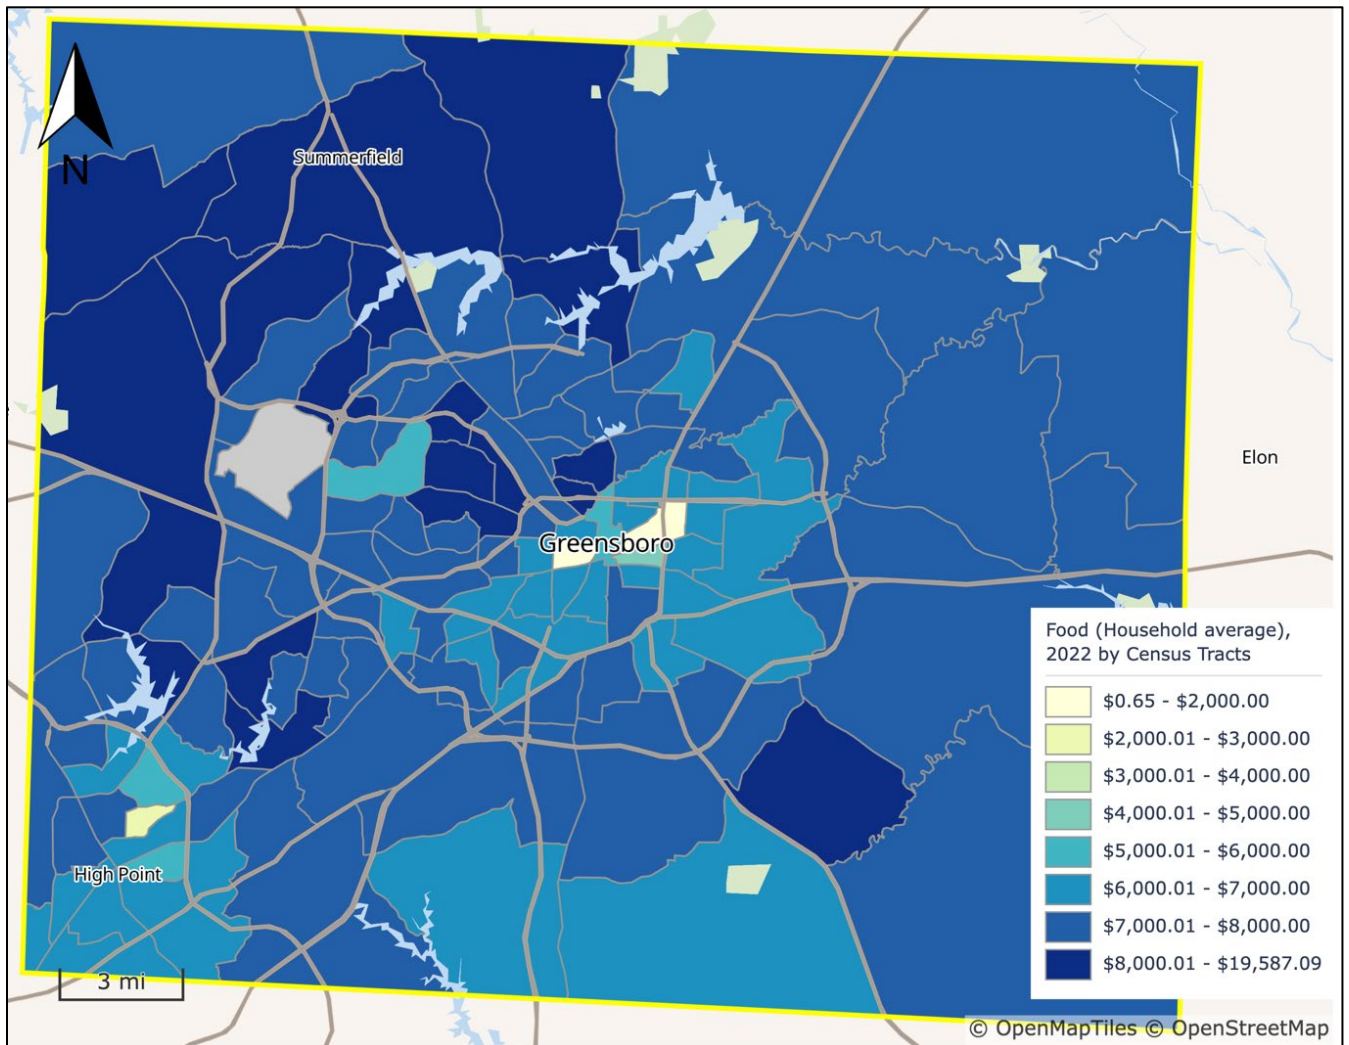 N
Summerfield
Elon
Greensboro
High Point
3 mi
Food (Household average),
2022 by Census Tracts
$0.65 - $2,000.00
$2,000.01 - $3,000.00
$3,000.01 - $4,000.00
$4,000.01 - $5,000.00
$5,000.01 - $6,000.00
$6,000.01 - $7,000.00
$7,000.01 - $8,000.00
$8,000.01 - $19,587.09
© OpenMapTiles © OpenStreetMap